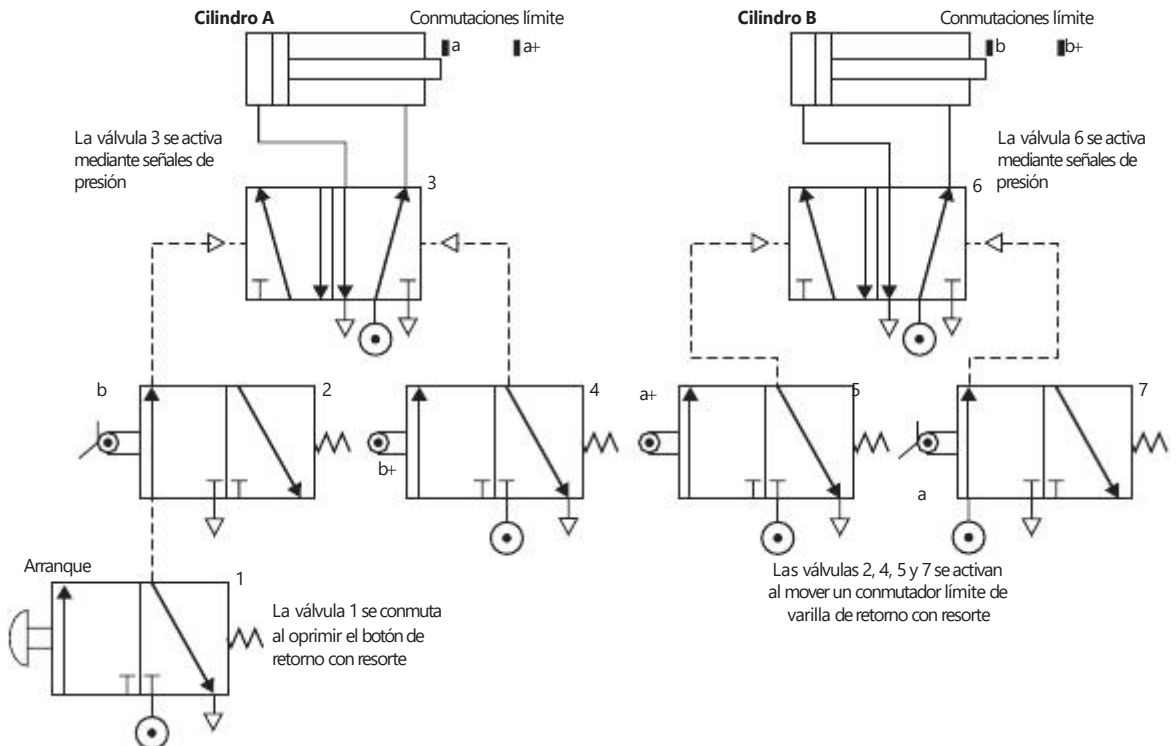 Cilindro A
Conmutaciones límite
a
a+
Cilindro B
Conmutaciones límite
b
b+
La válvula 3 se activa
mediante señales de
presión
3
La válvula 6 se activa
mediante señales de
presión
6
b
2
b+
4
a+
5
a
7
Arranque
1
La válvula 1 se conmuta
al oprimir el botón de
retorno con resorte
Las válvulas 2, 4, 5 y 7 se activan
al mover un conmutador límite de
varilla de retorno con resorte